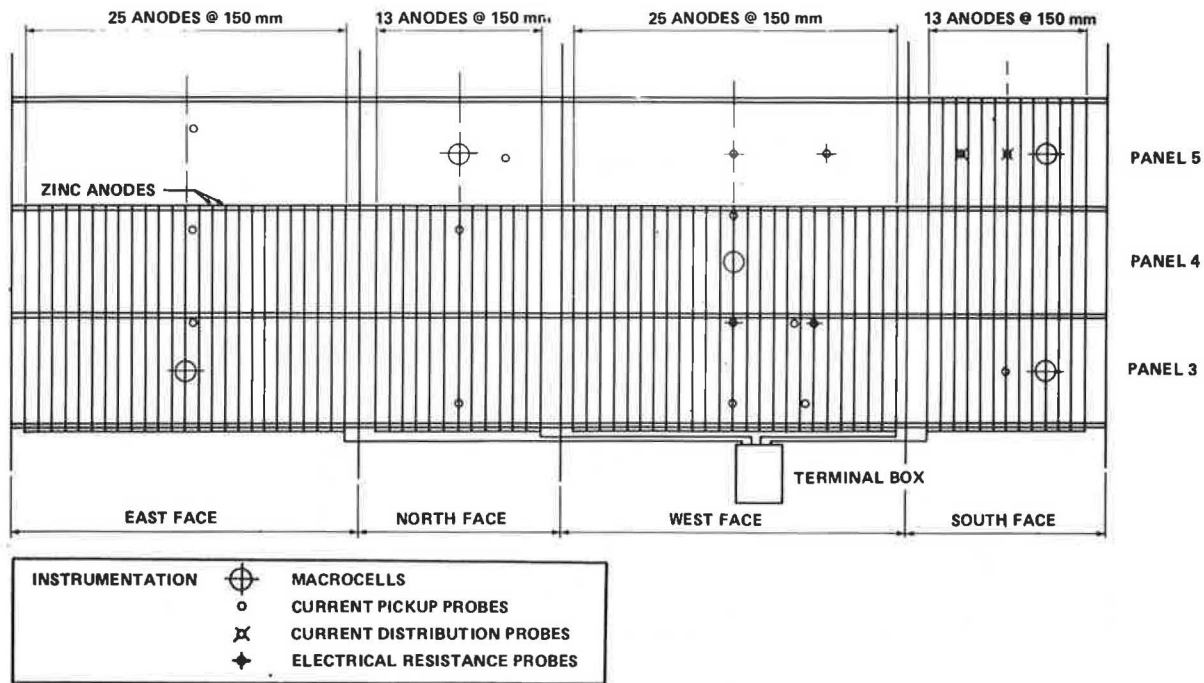 25 ANODES @ 150 mm
13 ANODES @ 150 mm
25 ANODES @ 150 mm
13 ANODES @ 150 mm
PANEL 5
ZINC ANODES
PANEL 4
PANEL 3
TERMINAL BOX
EAST FACE
NORTH FACE
WEST FACE
SOUTH FACE
INSTRUMENTATION
MACROCELLS
CURRENT PICKUP PROBES
CURRENT DISTRIBUTION PROBES
ELECTRICAL RESISTANCE PROBES